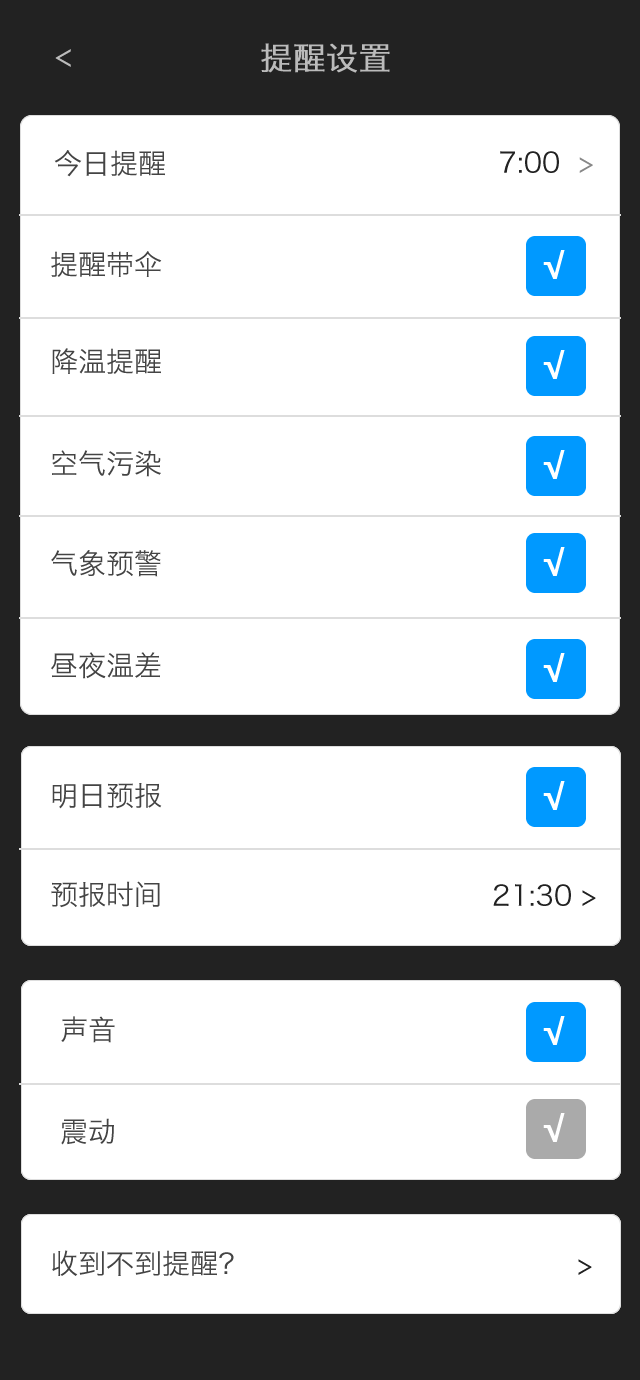 < 提醒设置
今日提醒 7:00 >
提醒带伞 √
降温提醒 √
空气污染 √
气象预警 √
昼夜温差 √
明日预报 √
预报时间 21:30 >
声音 √
震动 √
收到不到提醒? >